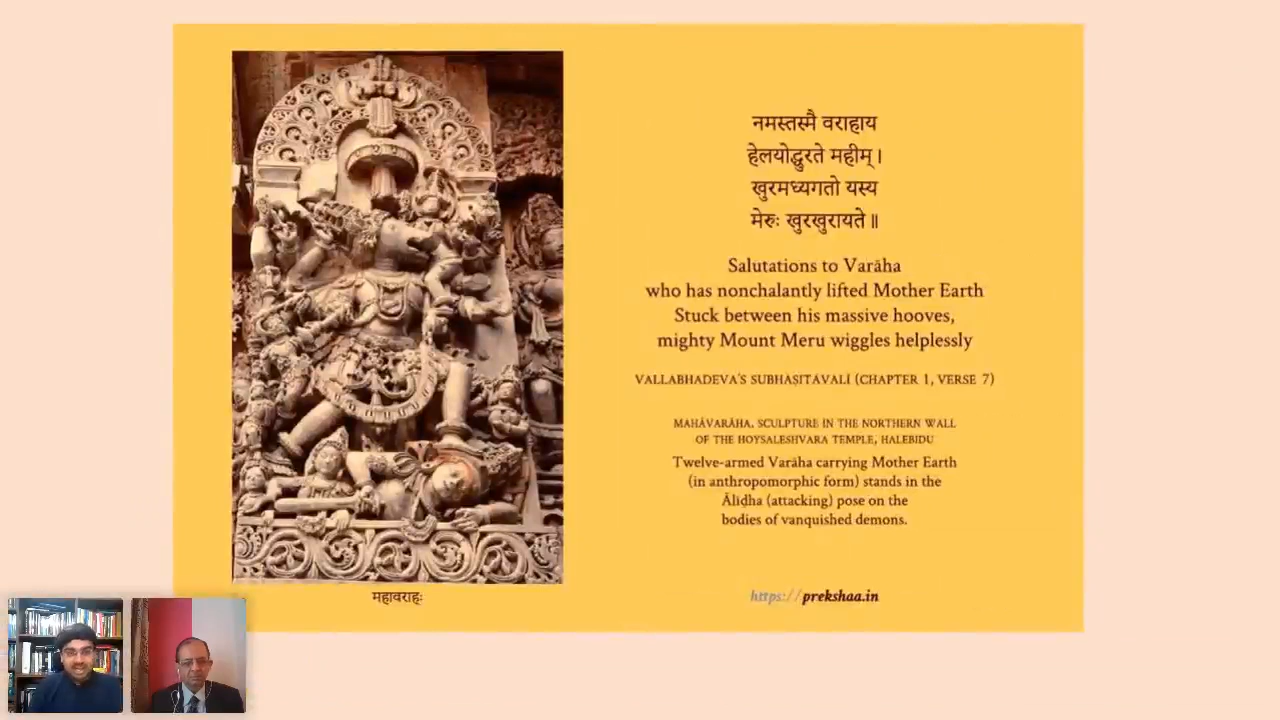 नमस्तस्मै वराहाय
हेलयोद्धरते महीम्।
खुरमध्यगतो यस्य
मेरुः खुरखुरायते॥
Salutations to Varāha
who has nonchalantly lifted Mother Earth
Stuck between his massive hooves,
mighty Mount Meru wiggles helplessly
VALLABHADEVA'S SUBHĀṢITĀVALĪ (CHAPTER 1, VERSE 7)
MAHĀVARĀHA, SCULPTURE IN THE NORTHERN WALL
OF THE HOYSALESHVARA TEMPLE, HALEBIDU
Twelve-armed Varāha carrying Mother Earth
(in anthropomorphic form) stands in the
Ālīḍha (attacking) pose on the
bodies of vanquished demons.
महावराहः
https://prekshaa.in